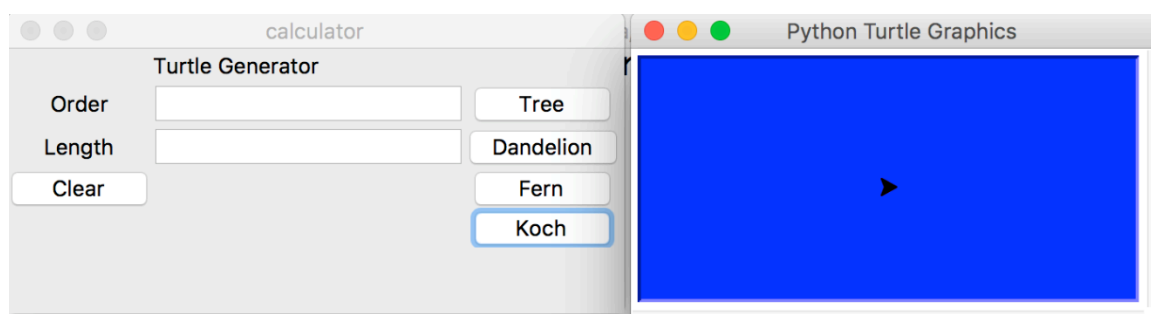 calculator
Python Turtle Graphics
Turtle Generator
Order
Tree
Length
Dandelion
Clear
Fern
Koch